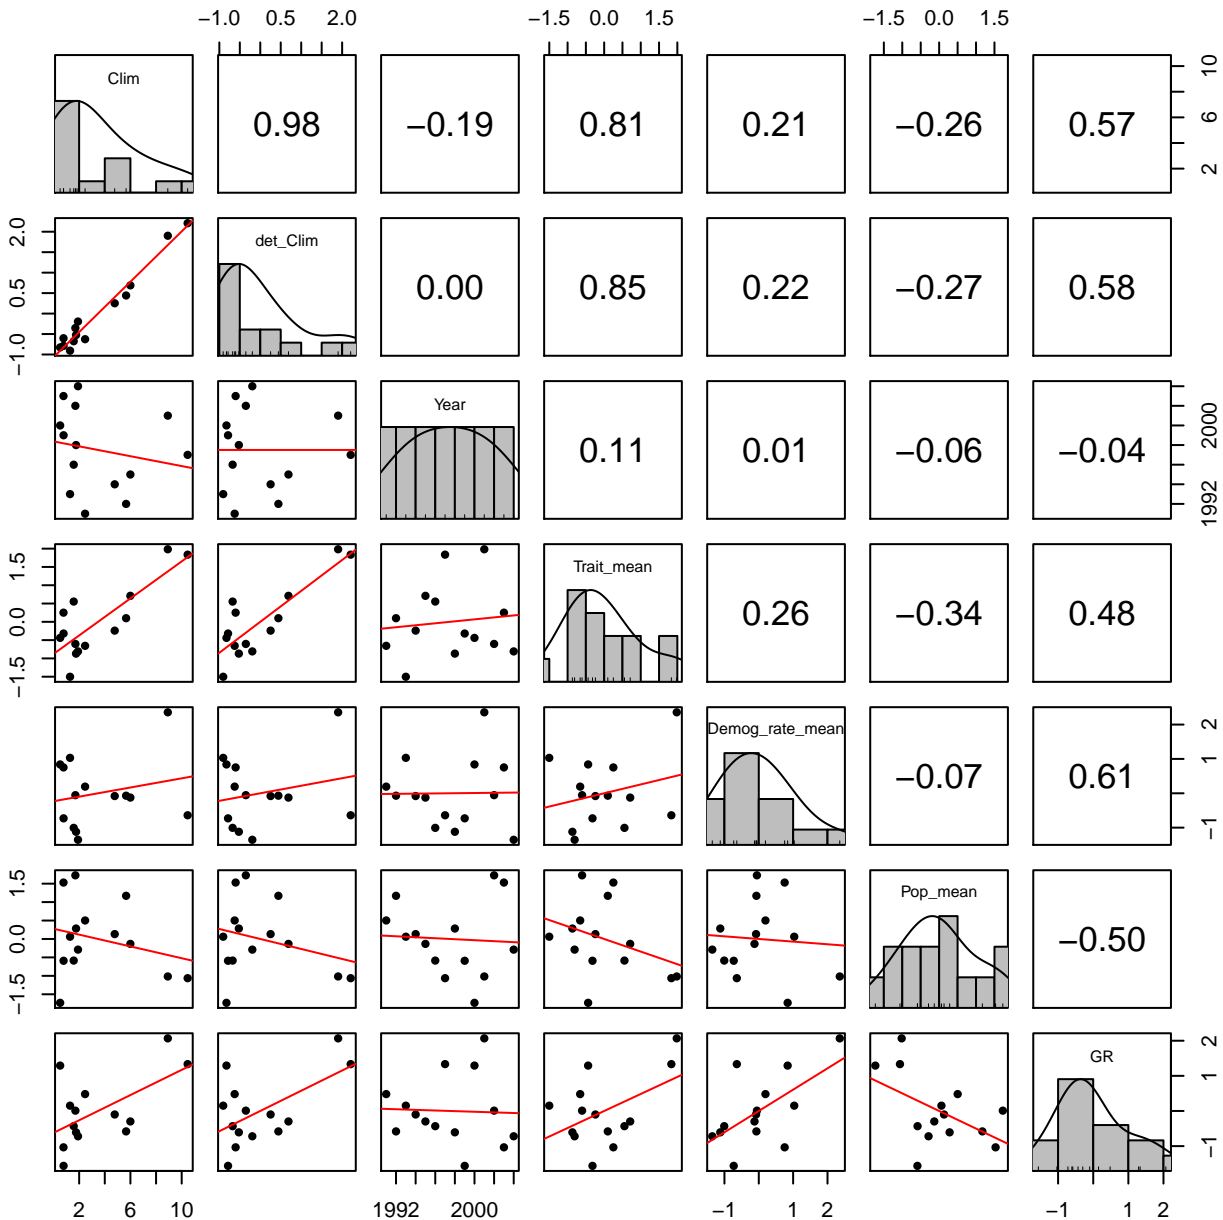 −1.0 0.5 2.0 −1.5 0.0 1.5 −1.5 0.0 1.5
Clim 0.98 −0.19 0.81 0.21 −0.26 0.57 2 6 10
−1.0 0.5 2.0 det_Clim 0.00 0.85 0.22 −0.27 0.58
Year 0.11 0.01 −0.06 −0.04 1992 2000
−1.5 0.0 1.5 Trait_mean 0.26 −0.34 0.48
Demog_rate_mean −0.07 0.61 −1 1 2
−1.5 0.0 1.5 Pop_mean −0.50
GR −1 1 2
2 6 10 1992 2000 −1 1 2 −1 1 2